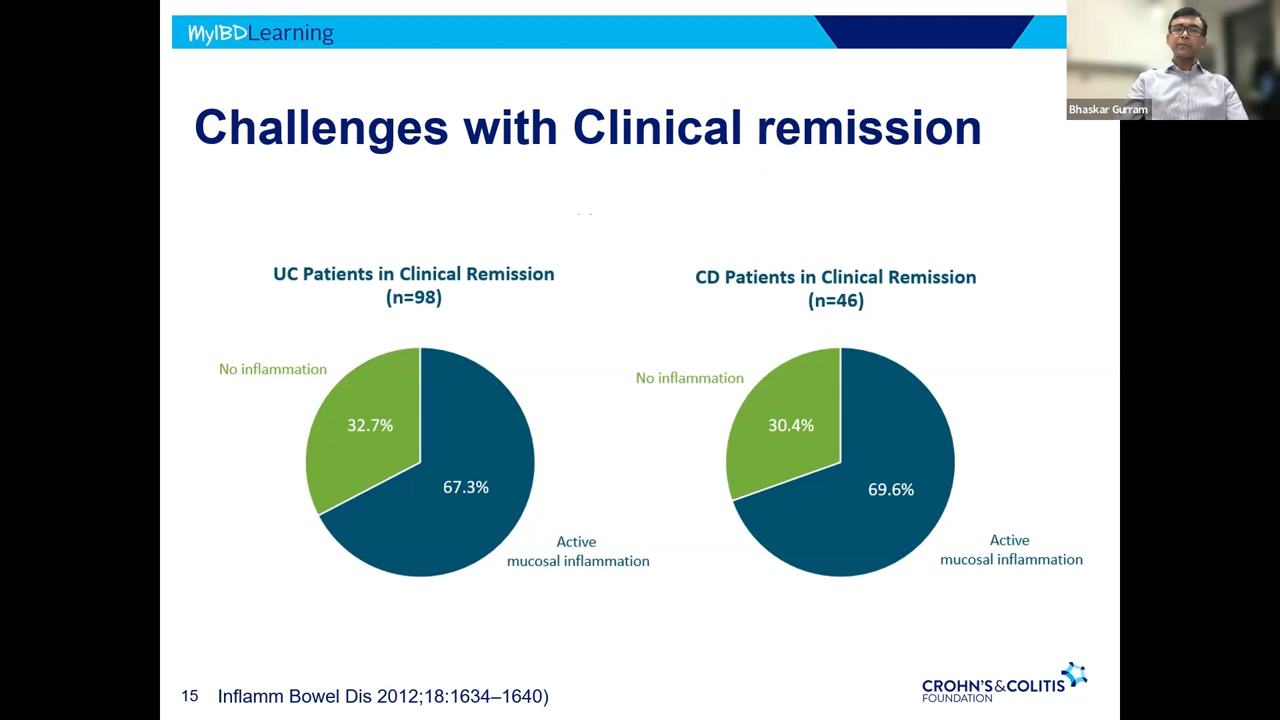 MyIBDLearning
Bhaskar Gurram
Challenges with Clinical remission
UC Patients in Clinical Remission
(n=98)
No inflammation
32.7%
67.3%
Active
mucosal inflammation
CD Patients in Clinical Remission
(n=46)
No inflammation
30.4%
69.6%
Active
mucosal inflammation
15
Inflamm Bowel Dis 2012;18:1634–1640)
CROHN'S&COLITIS
FOUNDATION